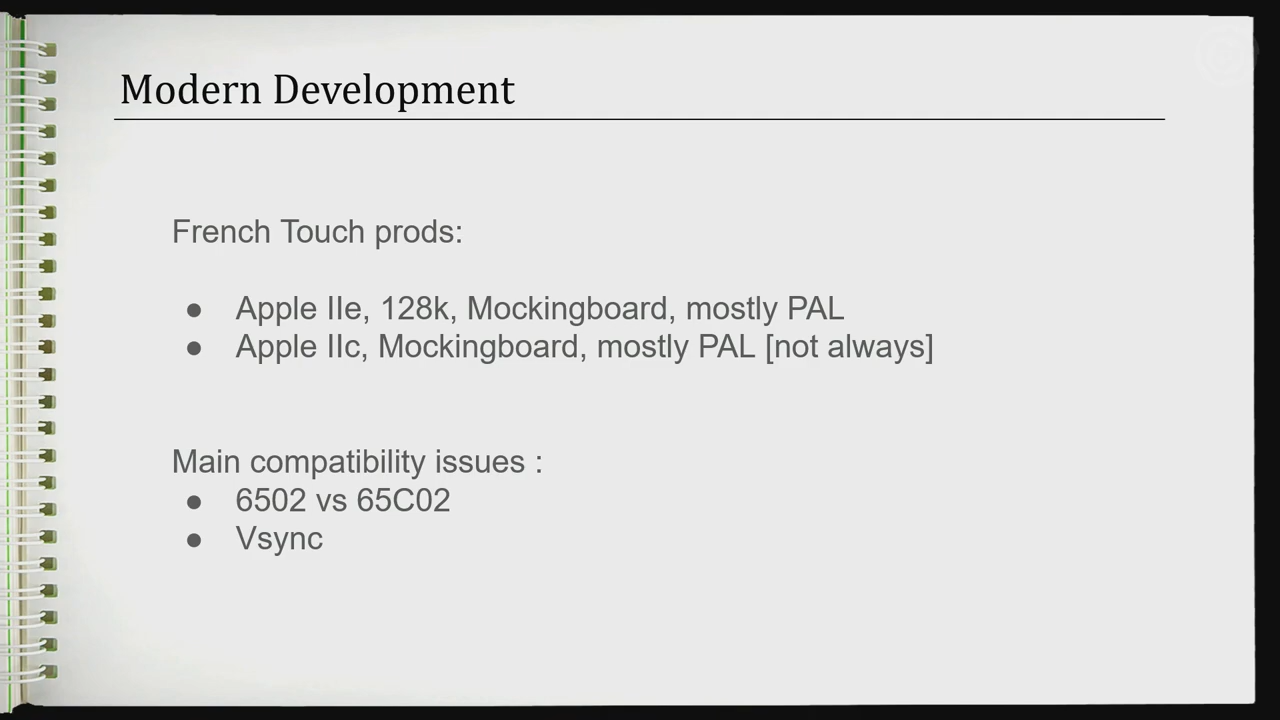 Modern Development
French Touch prods:
● Apple IIe, 128k, Mockingboard, mostly PAL
● Apple IIc, Mockingboard, mostly PAL [not always]
Main compatibility issues :
● 6502 vs 65C02
● Vsync